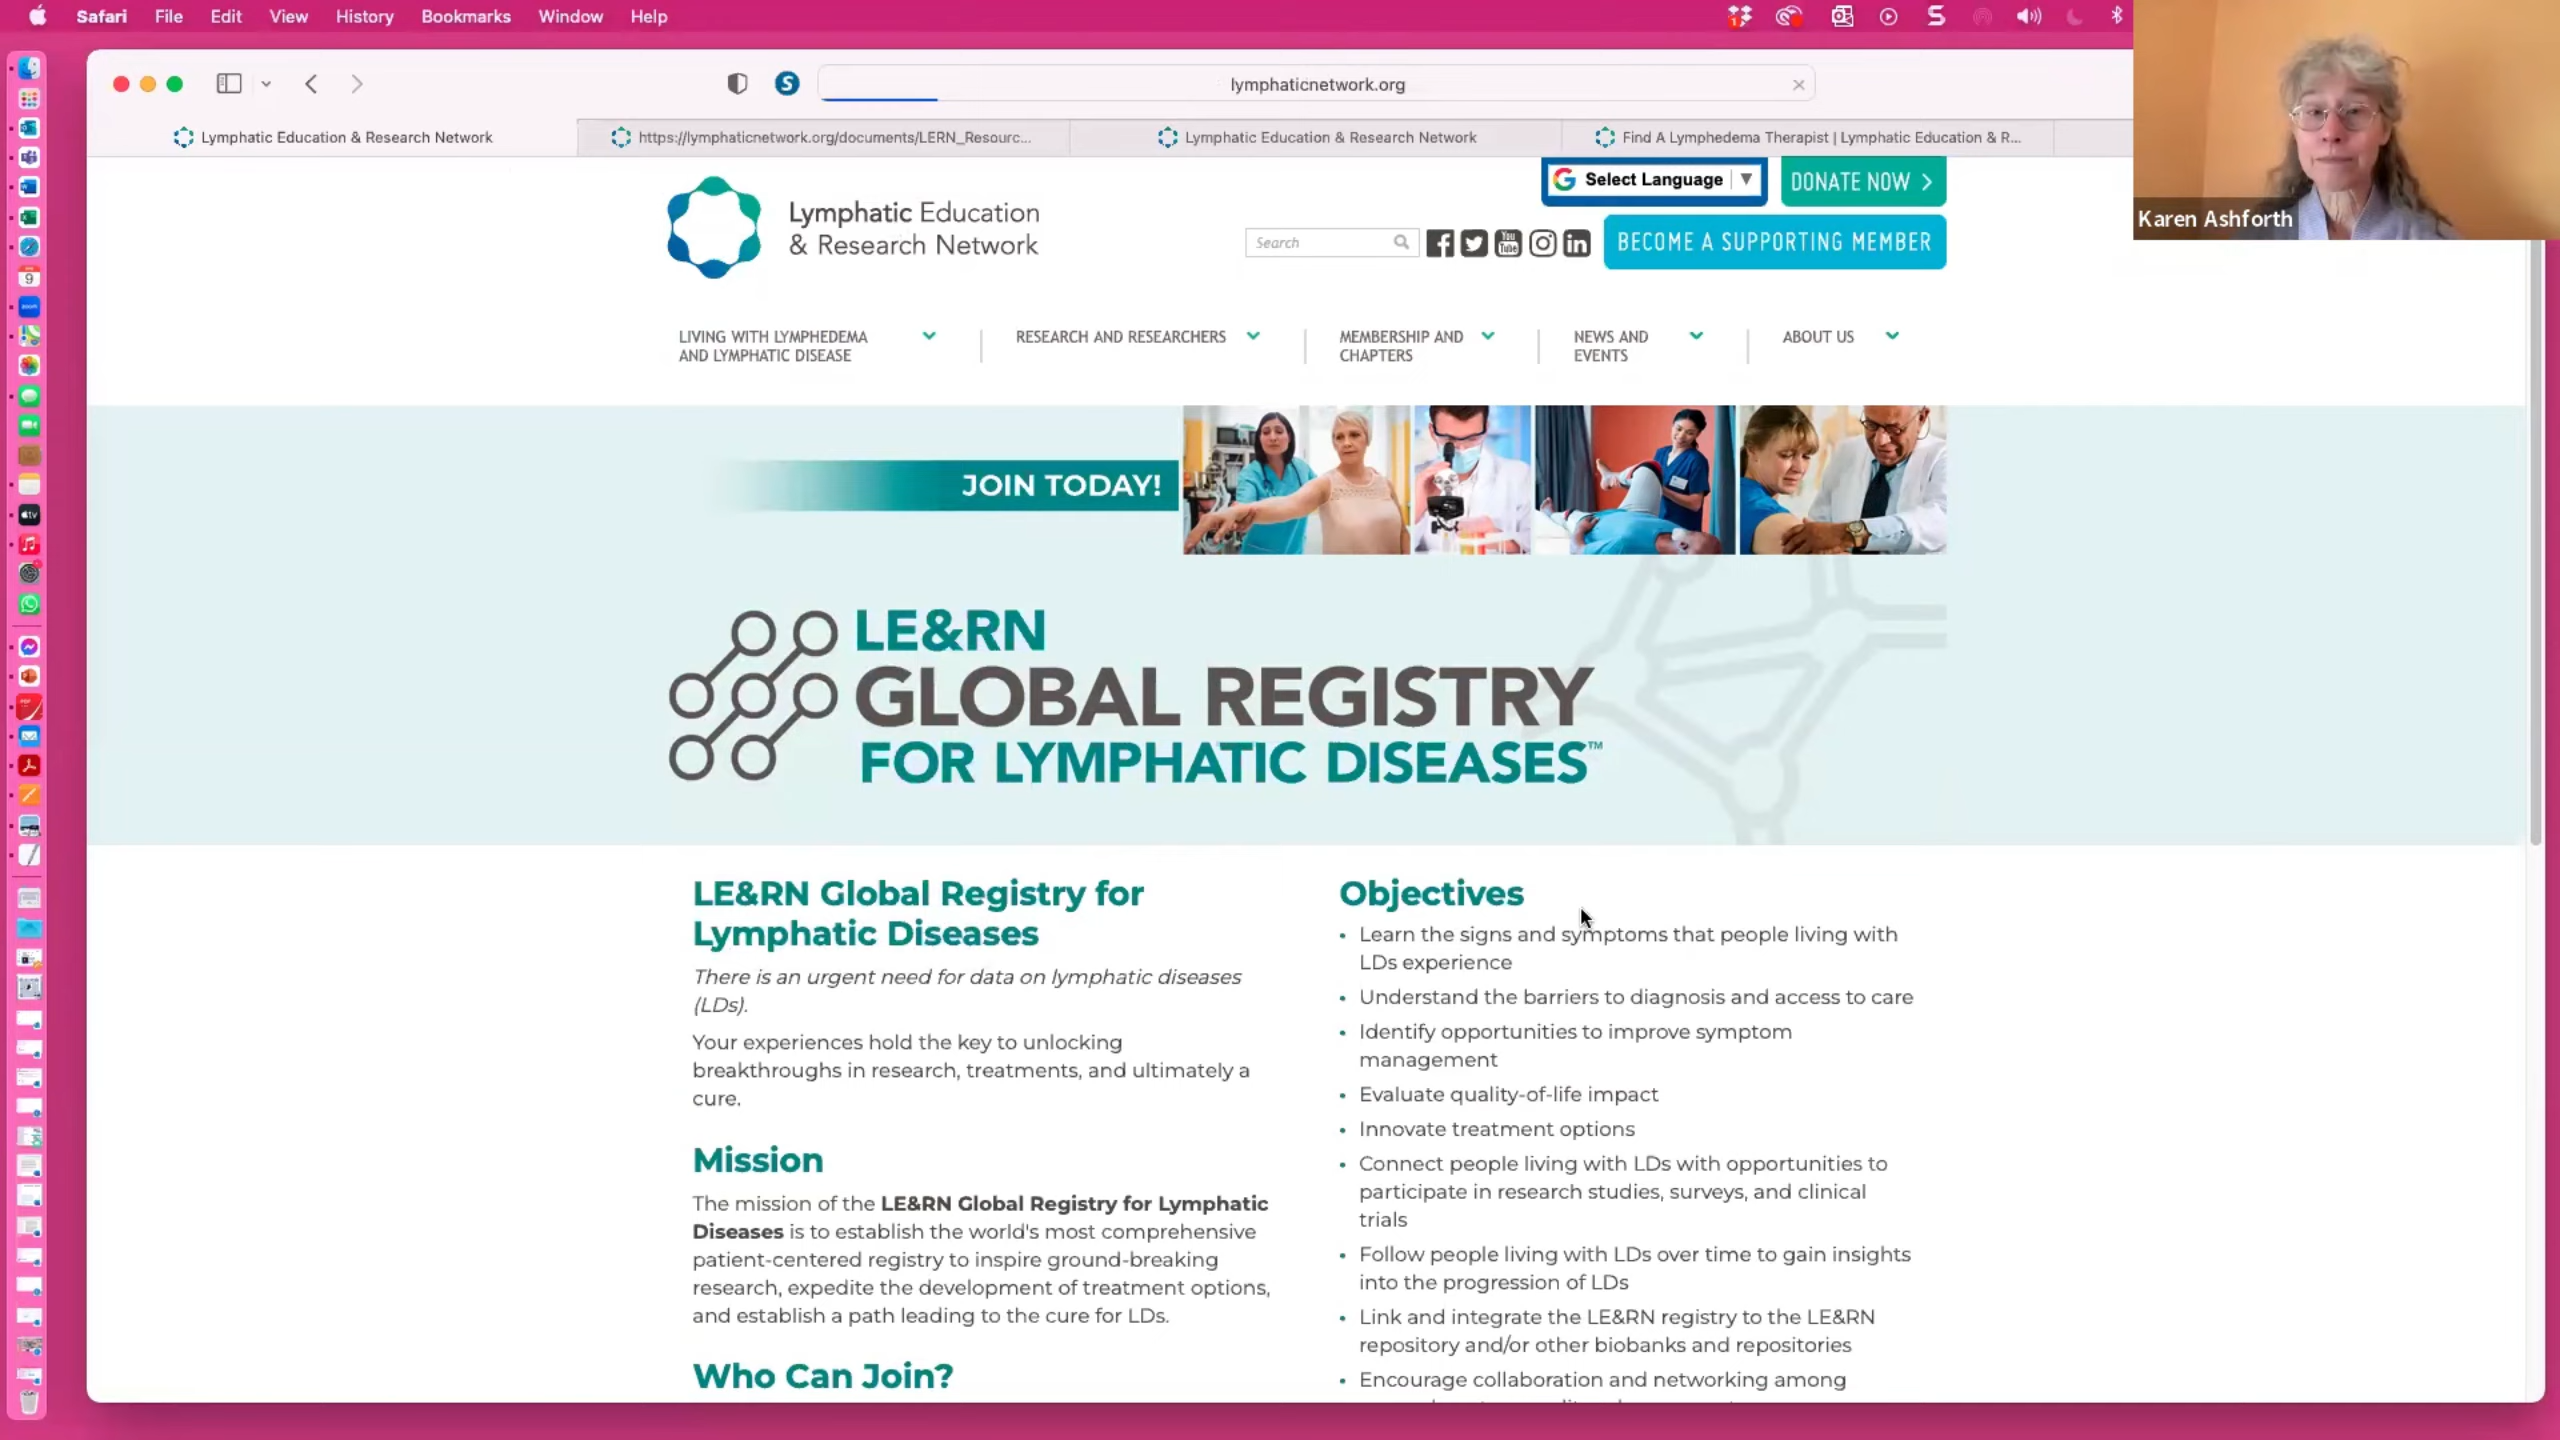 Safari File Edit View History Bookmarks Window Help
lymphaticnetwork.org
Lymphatic Education & Research Network
https://lymphaticnetwork.org/documents/LERN_Resourc...
Lymphatic Education & Research Network
Find A Lymphedema Therapist | Lymphatic Education & R...
Karen Ashforth
Select Language ▼
DONATE NOW >
Lymphatic Education
& Research Network
Search
You Tube
BECOME A SUPPORTING MEMBER
LIVING WITH LYMPHEDEMA
AND LYMPHATIC DISEASE
RESEARCH AND RESEARCHERS
MEMBERSHIP AND
CHAPTERS
NEWS AND
EVENTS
ABOUT US
JOIN TODAY!
LE&RN
GLOBAL REGISTRY
FOR LYMPHATIC DISEASES™
LE&RN Global Registry for
Lymphatic Diseases
There is an urgent need for data on lymphatic diseases
(LDs).
Your experiences hold the key to unlocking
breakthroughs in research, treatments, and ultimately a
cure.
Mission
The mission of the LE&RN Global Registry for Lymphatic
Diseases is to establish the world's most comprehensive
patient-centered registry to inspire ground-breaking
research, expedite the development of treatment options,
and establish a path leading to the cure for LDs.
Who Can Join?
Objectives
• Learn the signs and symptoms that people living with
LDs experience
• Understand the barriers to diagnosis and access to care
• Identify opportunities to improve symptom
management
• Evaluate quality-of-life impact
• Innovate treatment options
• Connect people living with LDs with opportunities to
participate in research studies, surveys, and clinical
trials
• Follow people living with LDs over time to gain insights
into the progression of LDs
• Link and integrate the LE&RN registry to the LE&RN
repository and/or other biobanks and repositories
• Encourage collaboration and networking among